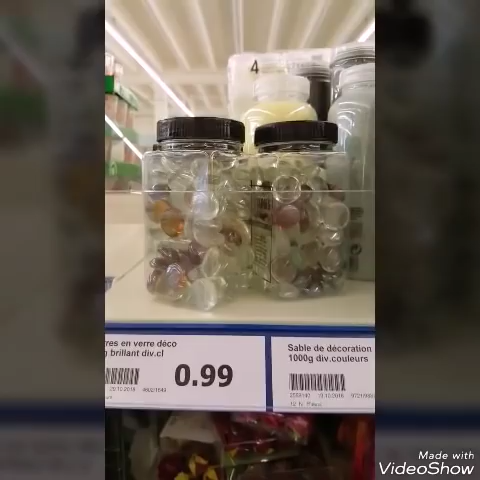 4
res en verre déco
brillant div.cl
0.99
Sable de décoration
1000g div.couleurs
Made with
VideoShow